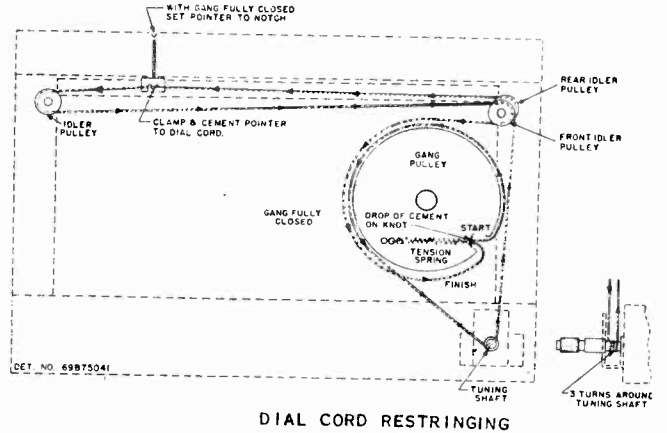 WITH GANG FULLY CLOSED
SET POINTER TO NOTCH
REAR IDLER
PULLEY
IDLER
PULLEY
CLAMP & CEMENT POINTER
TO DIAL CORD.
FRONT IDLER
PULLEY
GANG
PULLEY
GANG FULLY
CLOSED
DROP OF CEMENT
ON KNOT
START
TENSION
SPRING
FINISH
DET. NO. 69B75041
TUNING
SHAFT
3 TURNS AROUND
TUNING SHAFT
DIAL CORD RESTRINGING